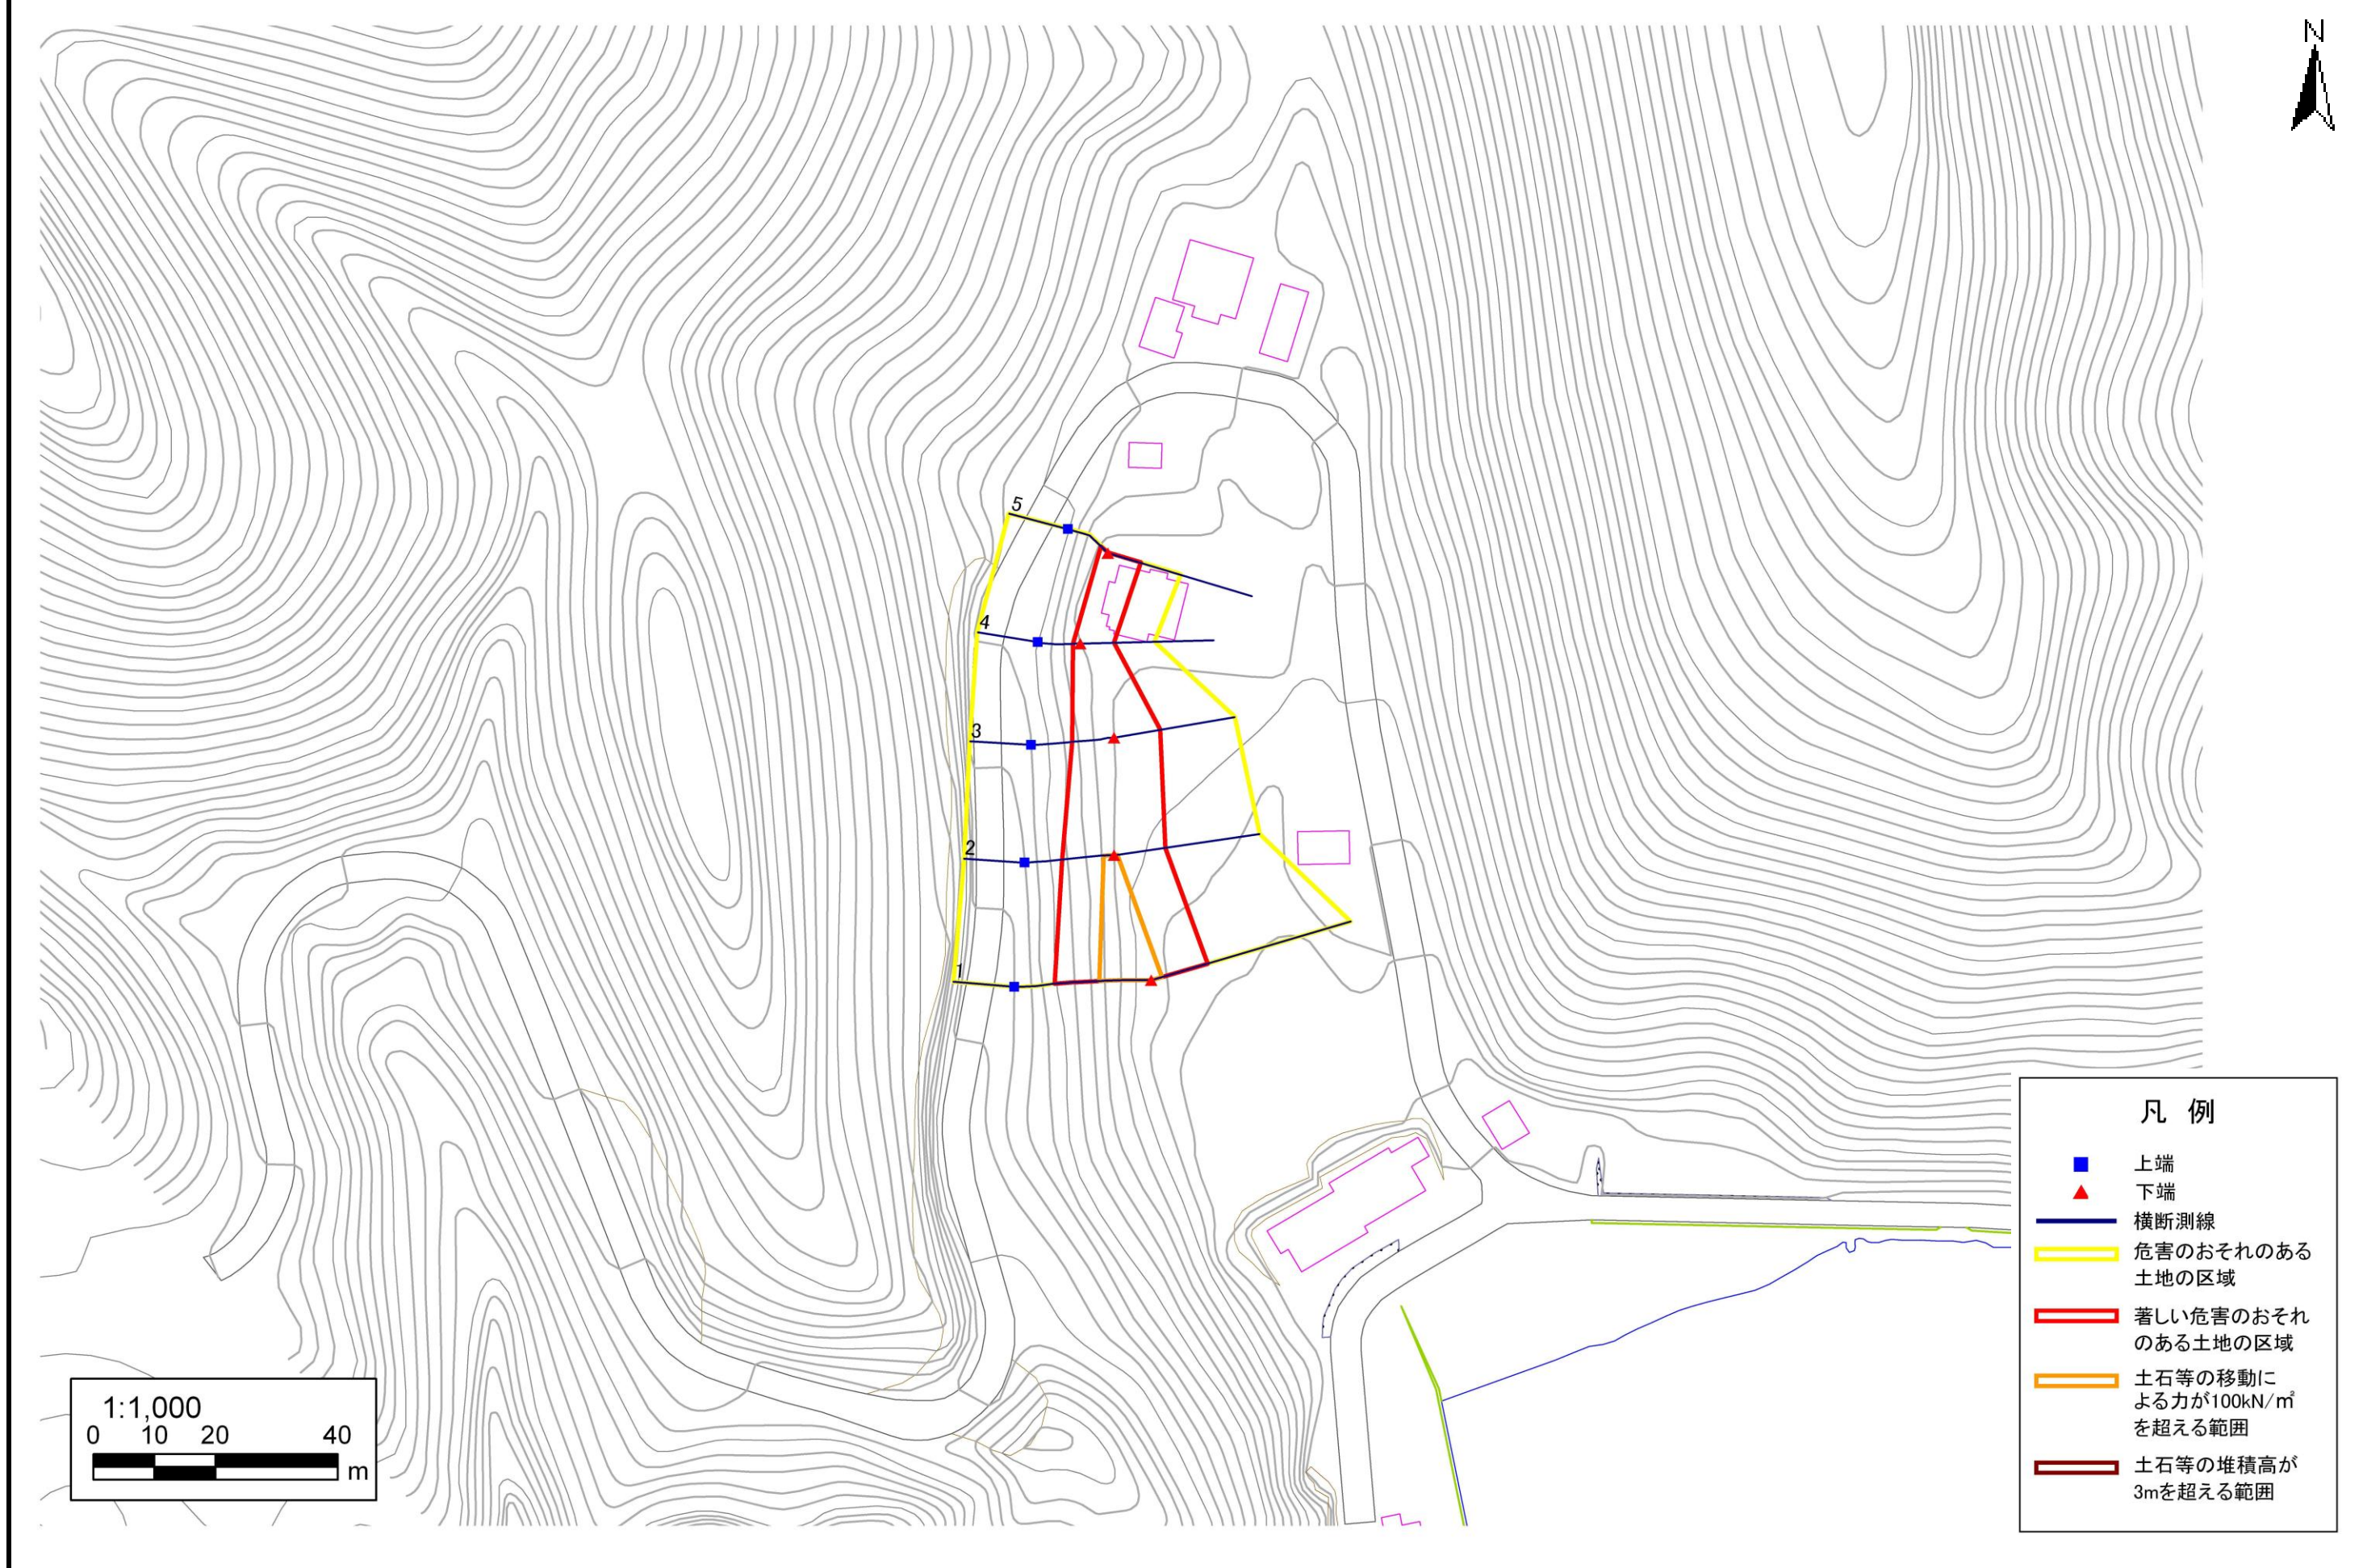 N
5
4
3
2
1
凡 例
上端
下端
横断測線
危害のおそれのある
土地の区域
著しい危害のおそれ
のある土地の区域
土石等の移動に
よる力が100kN/㎡
を超える範囲
土石等の堆積高が
3mを超える範囲
1:1,000
0 10 20 40
m